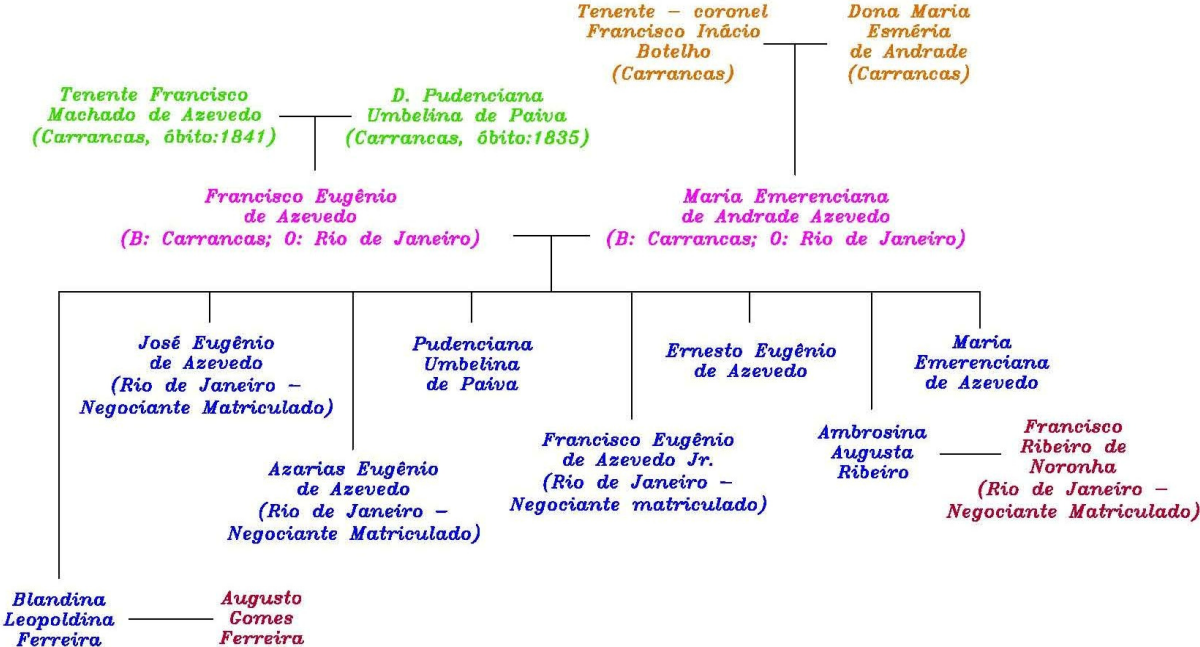 Tenente - coronel
Francisco Inácio
Botelho
(Carrancas)
Dona Maria
Esméria
de Andrade
(Carrancas)
Tenente Francisco
Machado de Azevedo
(Carrancas, óbito:1841)
D. Pudenciana
Umbelina de Paiva
(Carrancas, óbito:1835)
Francisco Eugênio
de Azevedo
(B: Carrancas; O: Rio de Janeiro)
Maria Emerenciana
de Andrade Azevedo
(B: Carrancas; O: Rio de Janeiro)
José Eugênio
de Azevedo
(Rio de Janeiro -
Negociante Matriculado)
Pudenciana
Umbelina
de Paiva
Ernesto Eugênio
de Azevedo
Maria
Emerenciana
de Azevedo
Azarias Eugênio
de Azevedo
(Rio de Janeiro -
Negociante Matriculado)
Francisco Eugênio
de Azevedo Jr.
(Rio de Janeiro -
Negociante matriculado)
Ambrosina
Augusta
Ribeiro
Francisco
Ribeiro de
Noronha
(Rio de Janeiro -
Negociante Matriculado)
Blandina
Leopoldina
Ferreira
Augusto
Gomes
Ferreira